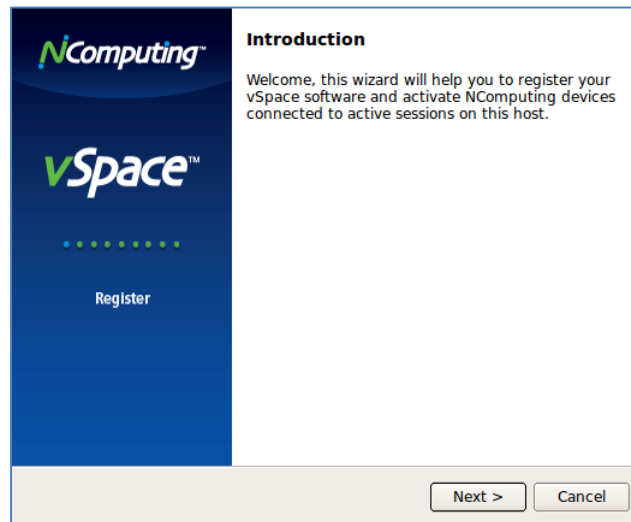 NComputing™
vSpace™
Register
Introduction
Welcome, this wizard will help you to register your
vSpace software and activate NComputing devices
connected to active sessions on this host.
Next >
Cancel